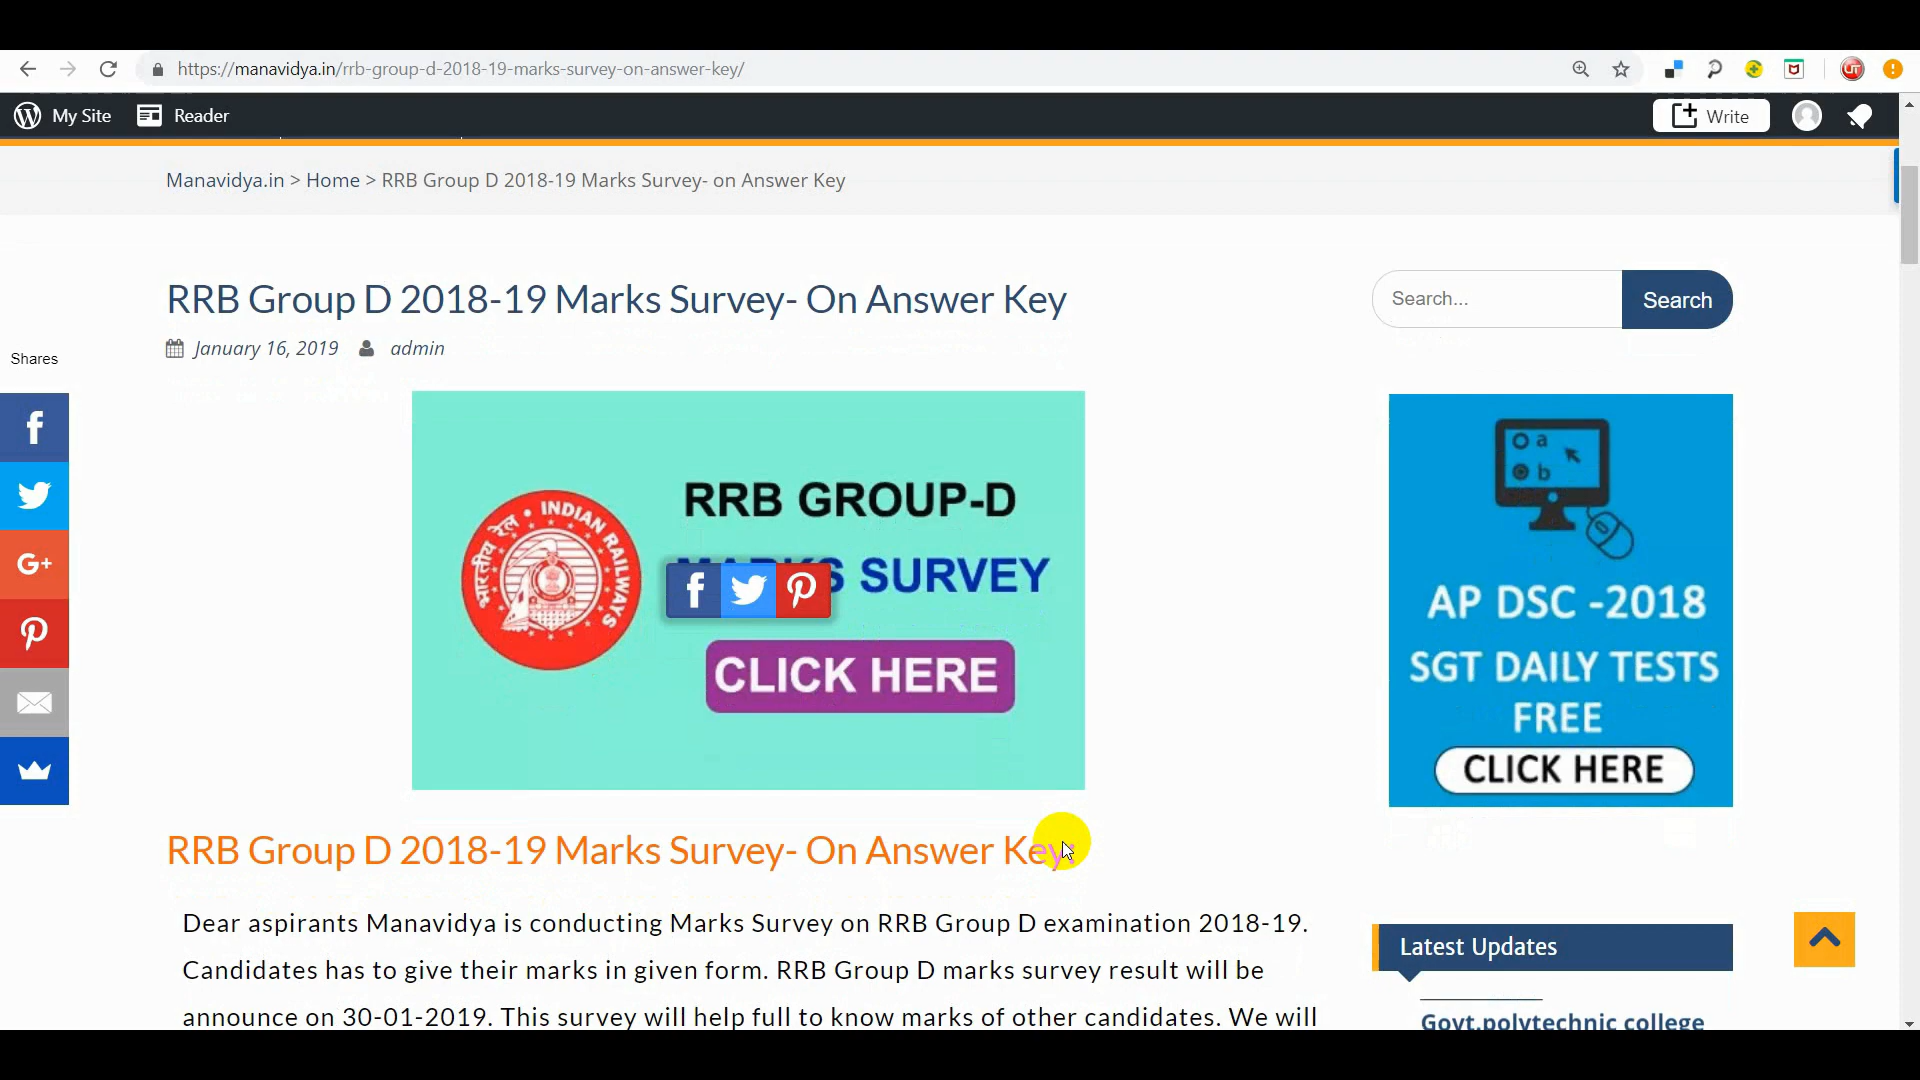 https://manavidya.in/rrb-group-d-2018-19-marks-survey-on-answer-key/
My Site Reader Write
Manavidya.in > Home > RRB Group D 2018-19 Marks Survey- on Answer Key
RRB Group D 2018-19 Marks Survey- On Answer Key
January 16, 2019 admin
Search... Search
Shares
भारतीय रेल
INDIAN RAILWAYS
RRB GROUP-D
SURVEY
CLICK HERE
a
b
AP DSC -2018
SGT DAILY TESTS
FREE
CLICK HERE
RRB Group D 2018-19 Marks Survey- On Answer Key:
Dear aspirants Manavidya is conducting Marks Survey on RRB Group D examination 2018-19.
Candidates has to give their marks in given form. RRB Group D marks survey result will be
announce on 30-01-2019. This survey will help full to know marks of other candidates. We will
Latest Updates
Govt.polytechnic college